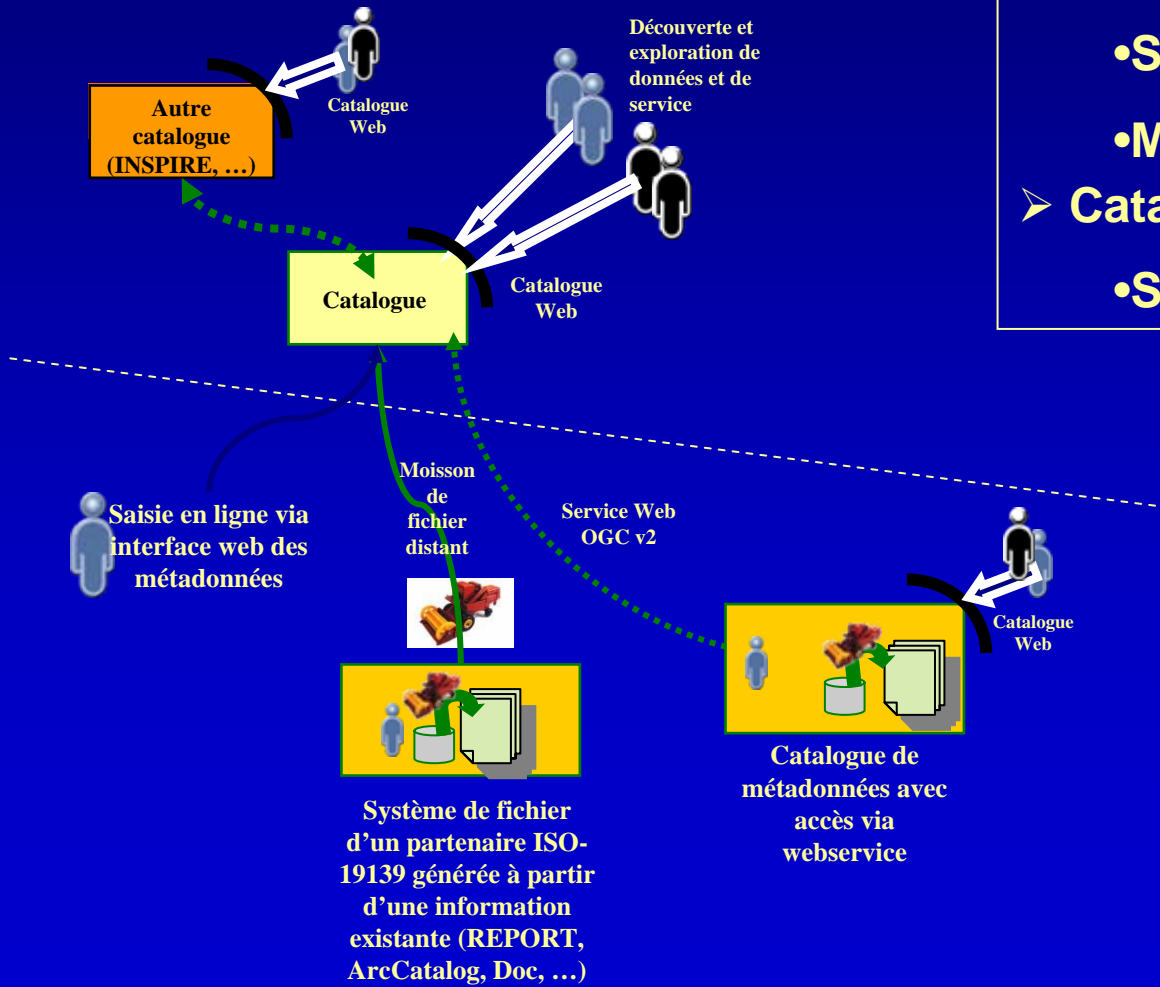 Découverte et
exploration de
données et de
service
Catalogue
Web
Autre
catalogue
(INSPIRE, …)
•S
•M
➢ Cata
•S
Catalogue
Catalogue
Web
Moisson
de
fichier
distant
Service Web
OGC v2
Saisie en ligne via
interface web des
métadonnées
Catalogue
Web
Catalogue de
métadonnées avec
accès via
webservice
Système de fichier
d’un partenaire ISO-
19139 générée à partir
d’une information
existante (REPORT,
ArcCatalog, Doc, …)